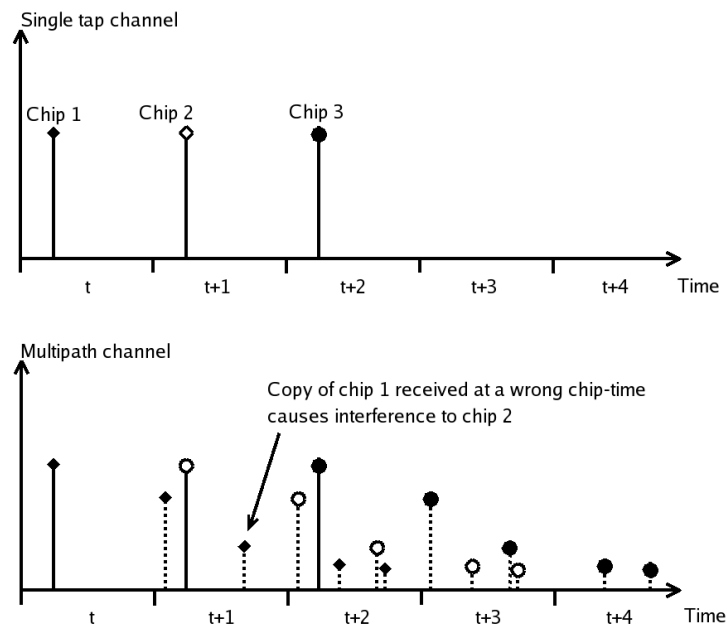 Single tap channel
Chip 1 Chip 2 Chip 3
t t+1 t+2 t+3 t+4 Time
Multipath channel
Copy of chip 1 received at a wrong chip-time
causes interference to chip 2
t t+1 t+2 t+3 t+4 Time